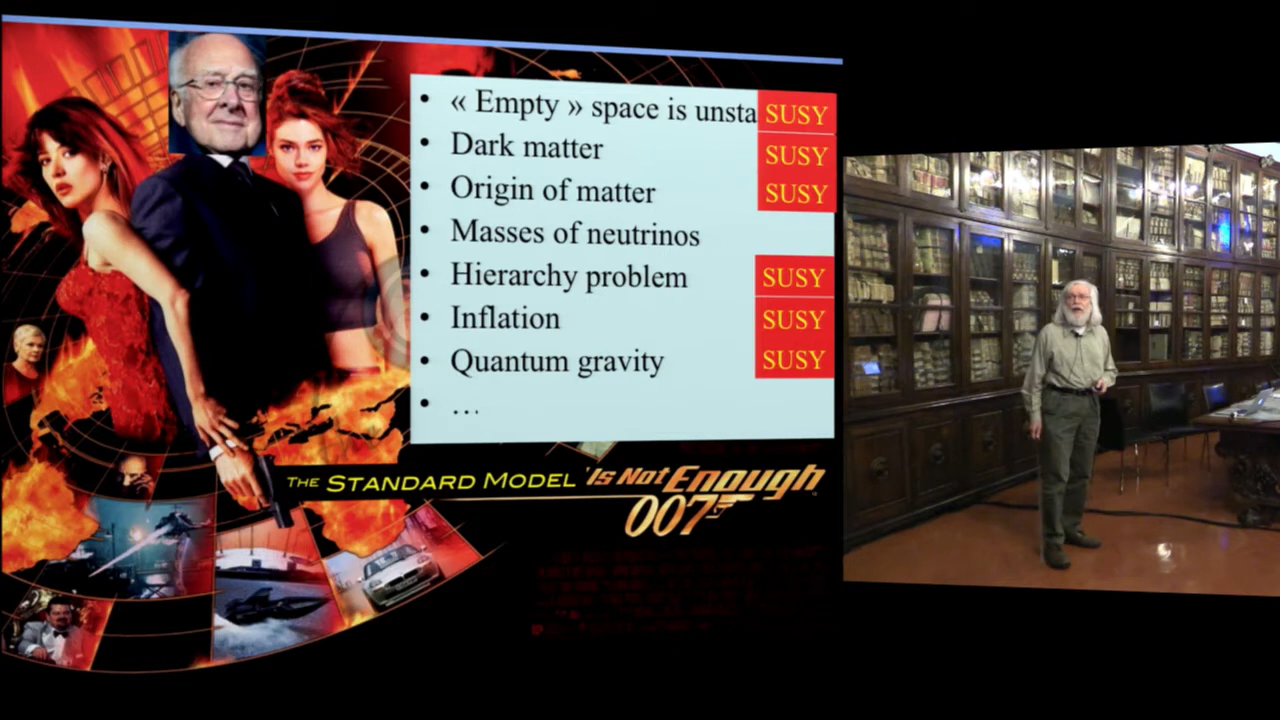 • « Empty » space is unsta SUSY
• Dark matter SUSY
• Origin of matter SUSY
• Masses of neutrinos
• Hierarchy problem SUSY
• Inflation SUSY
• Quantum gravity SUSY
• …
THE STANDARD MODEL 'Is Not Enough
007